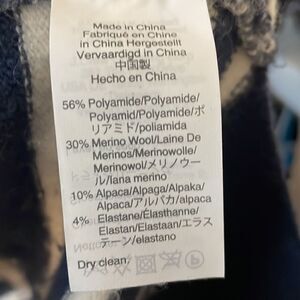 Made in China
Fabriqué en Chine
in China Hergestellt
Vervaardigd in China
中国製
Hecho en China
56% Polyamide/Polyamide/
Polyamid/Polyamide/ポ
リアミド/poliamida
30% Merino Wool/Laine De
Merinos/Merinowolle/
Merinowol/メリノウー
ル/lana merino
10% Alpaca/Alpaga/Alpaka/
Alpaca/アルパカ/alpaca
4% Elastane/Élasthanne/
Elastan/Elastaan/エラス
テーン/elastano
Dry clean